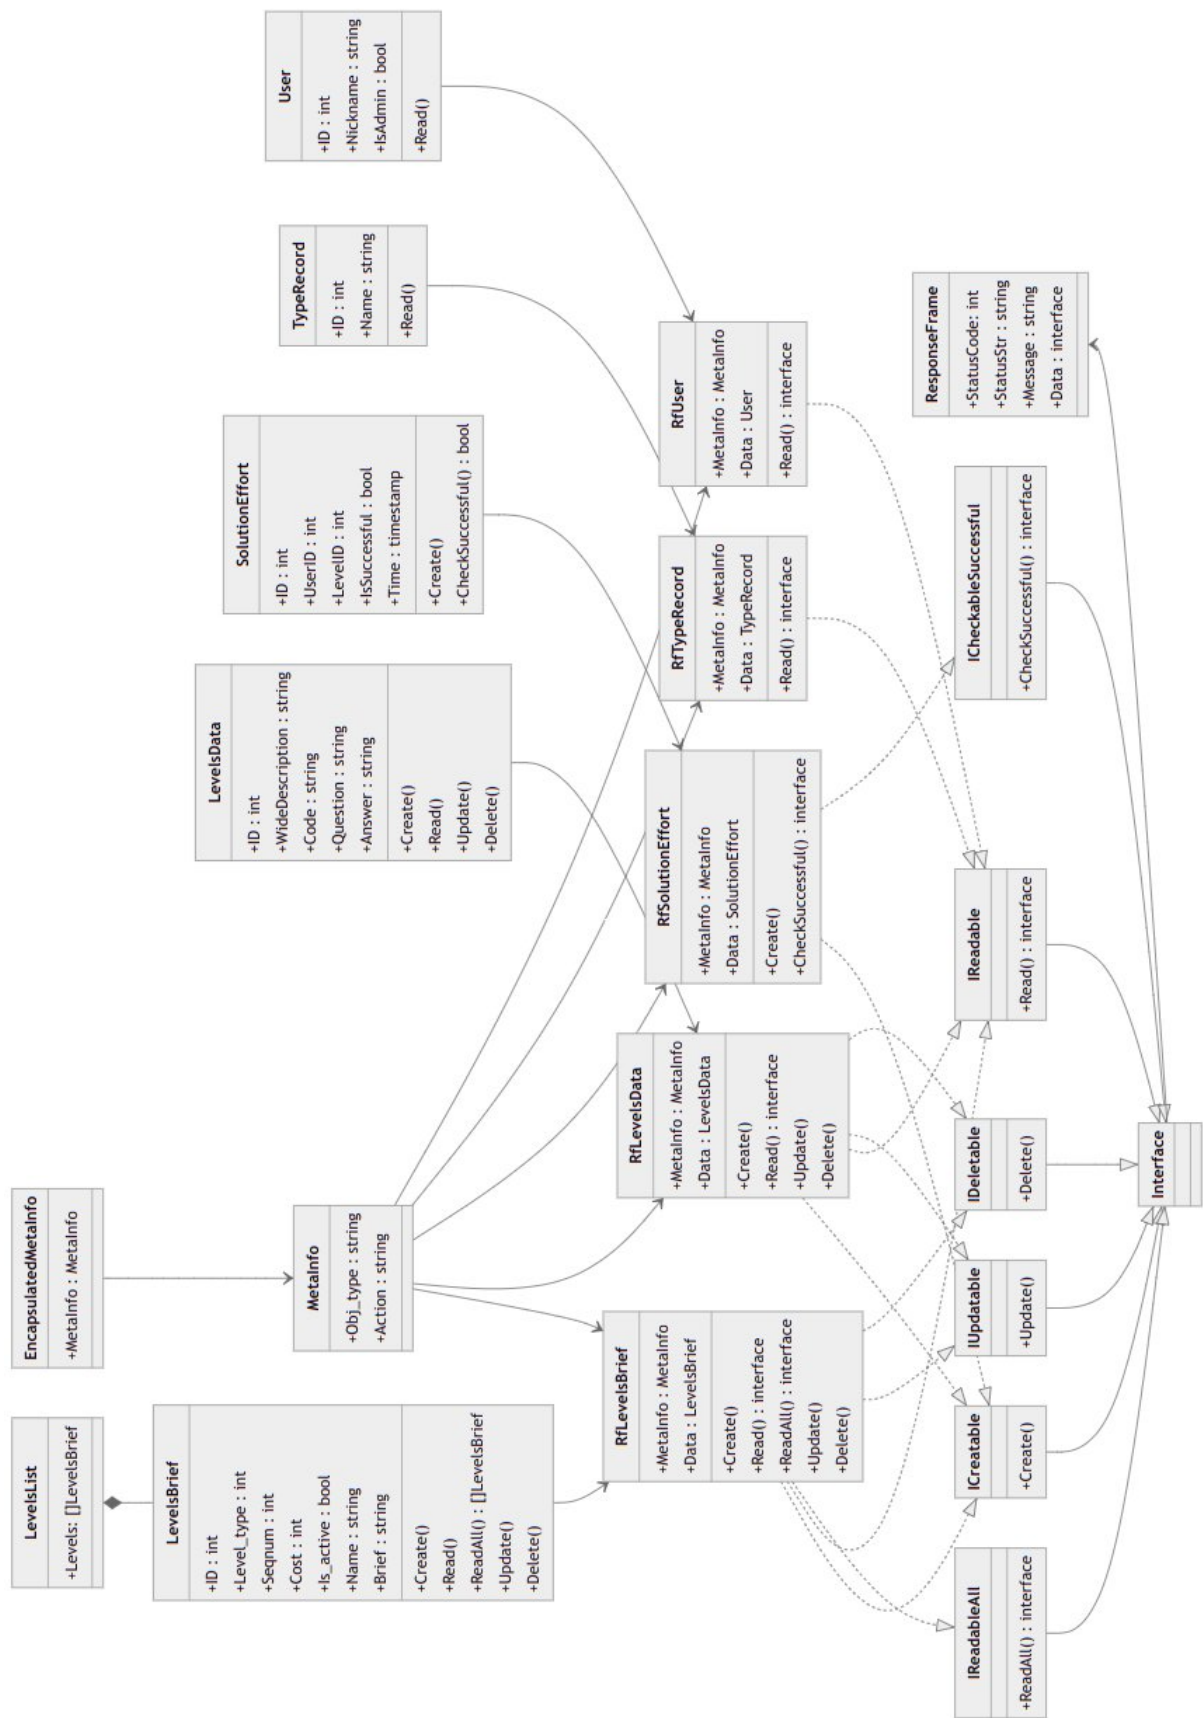 LevelsList
+Levels: []LevelsBrief
EncapsulatedMetaInfo
+MetaInfo : MetaInfo
LevelsBrief
+ID : int
+Level_type : int
+Seqnum : int
+Cost : int
+Is_active : bool
+Name : string
+Brief : string
+Create()
+Read()
+ReadAll() : []LevelsBrief
+Update()
+Delete()
MetaInfo
+Obj_type : string
+Action : string
LevelsData
+ID : int
+WideDescription : string
+Code : string
+Question : string
+Answer : string
+Create()
+Read()
+Update()
+Delete()
SolutionEffort
+ID : int
+UserID : int
+LevelID : int
+IsSuccessful : bool
+Time : timestamp
+Create()
+CheckSuccessful() : bool
TypeRecord
+ID : int
+Name : string
+Read()
User
+ID : int
+Nickname : string
+IsAdmin : bool
+Read()
RfLevelsBrief
+MetaInfo : MetaInfo
+Data : LevelsBrief
+Create()
+Read() : interface
+ReadAll() : interface
+Update()
+Delete()
RfLevelsData
+MetaInfo : MetaInfo
+Data : LevelsData
+Create()
+Read() : interface
+Update()
+Delete()
RfSolutionEffort
+MetaInfo : MetaInfo
+Data : SolutionEffort
+Create()
+CheckSuccessful() : interface
RfTypeRecord
+MetaInfo : MetaInfo
+Data : TypeRecord
+Read() : interface
RfUser
+MetaInfo : MetaInfo
+Data : User
+Read() : interface
IReadableAll
+ReadAll() : interface
ICreatable
+Create()
IUpdatable
+Update()
IDeletable
+Delete()
IReadable
+Read() : interface
ICheckableSuccessful
+CheckSuccessful() : interface
ResponseFrame
+StatusCode: int
+StatusStr : string
+Message : string
+Data : interface
Interface